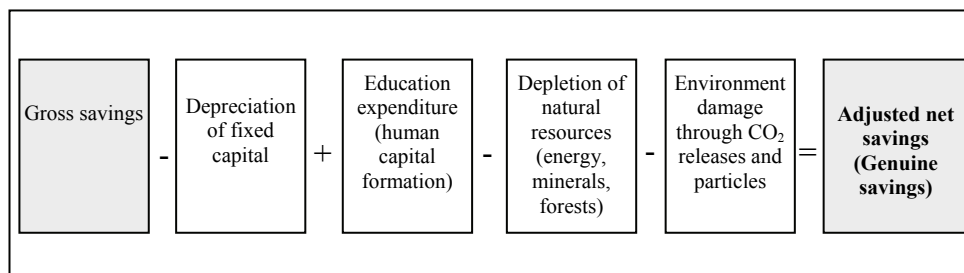 Gross savings
-
Depreciation
of fixed
capital
+
Education
expenditure
(human
capital
formation)
-
Depletion of
natural
resources
(energy,
minerals,
forests)
-
Environment
damage
through CO₂
releases and
particles
=
Adjusted net
savings
(Genuine
savings)